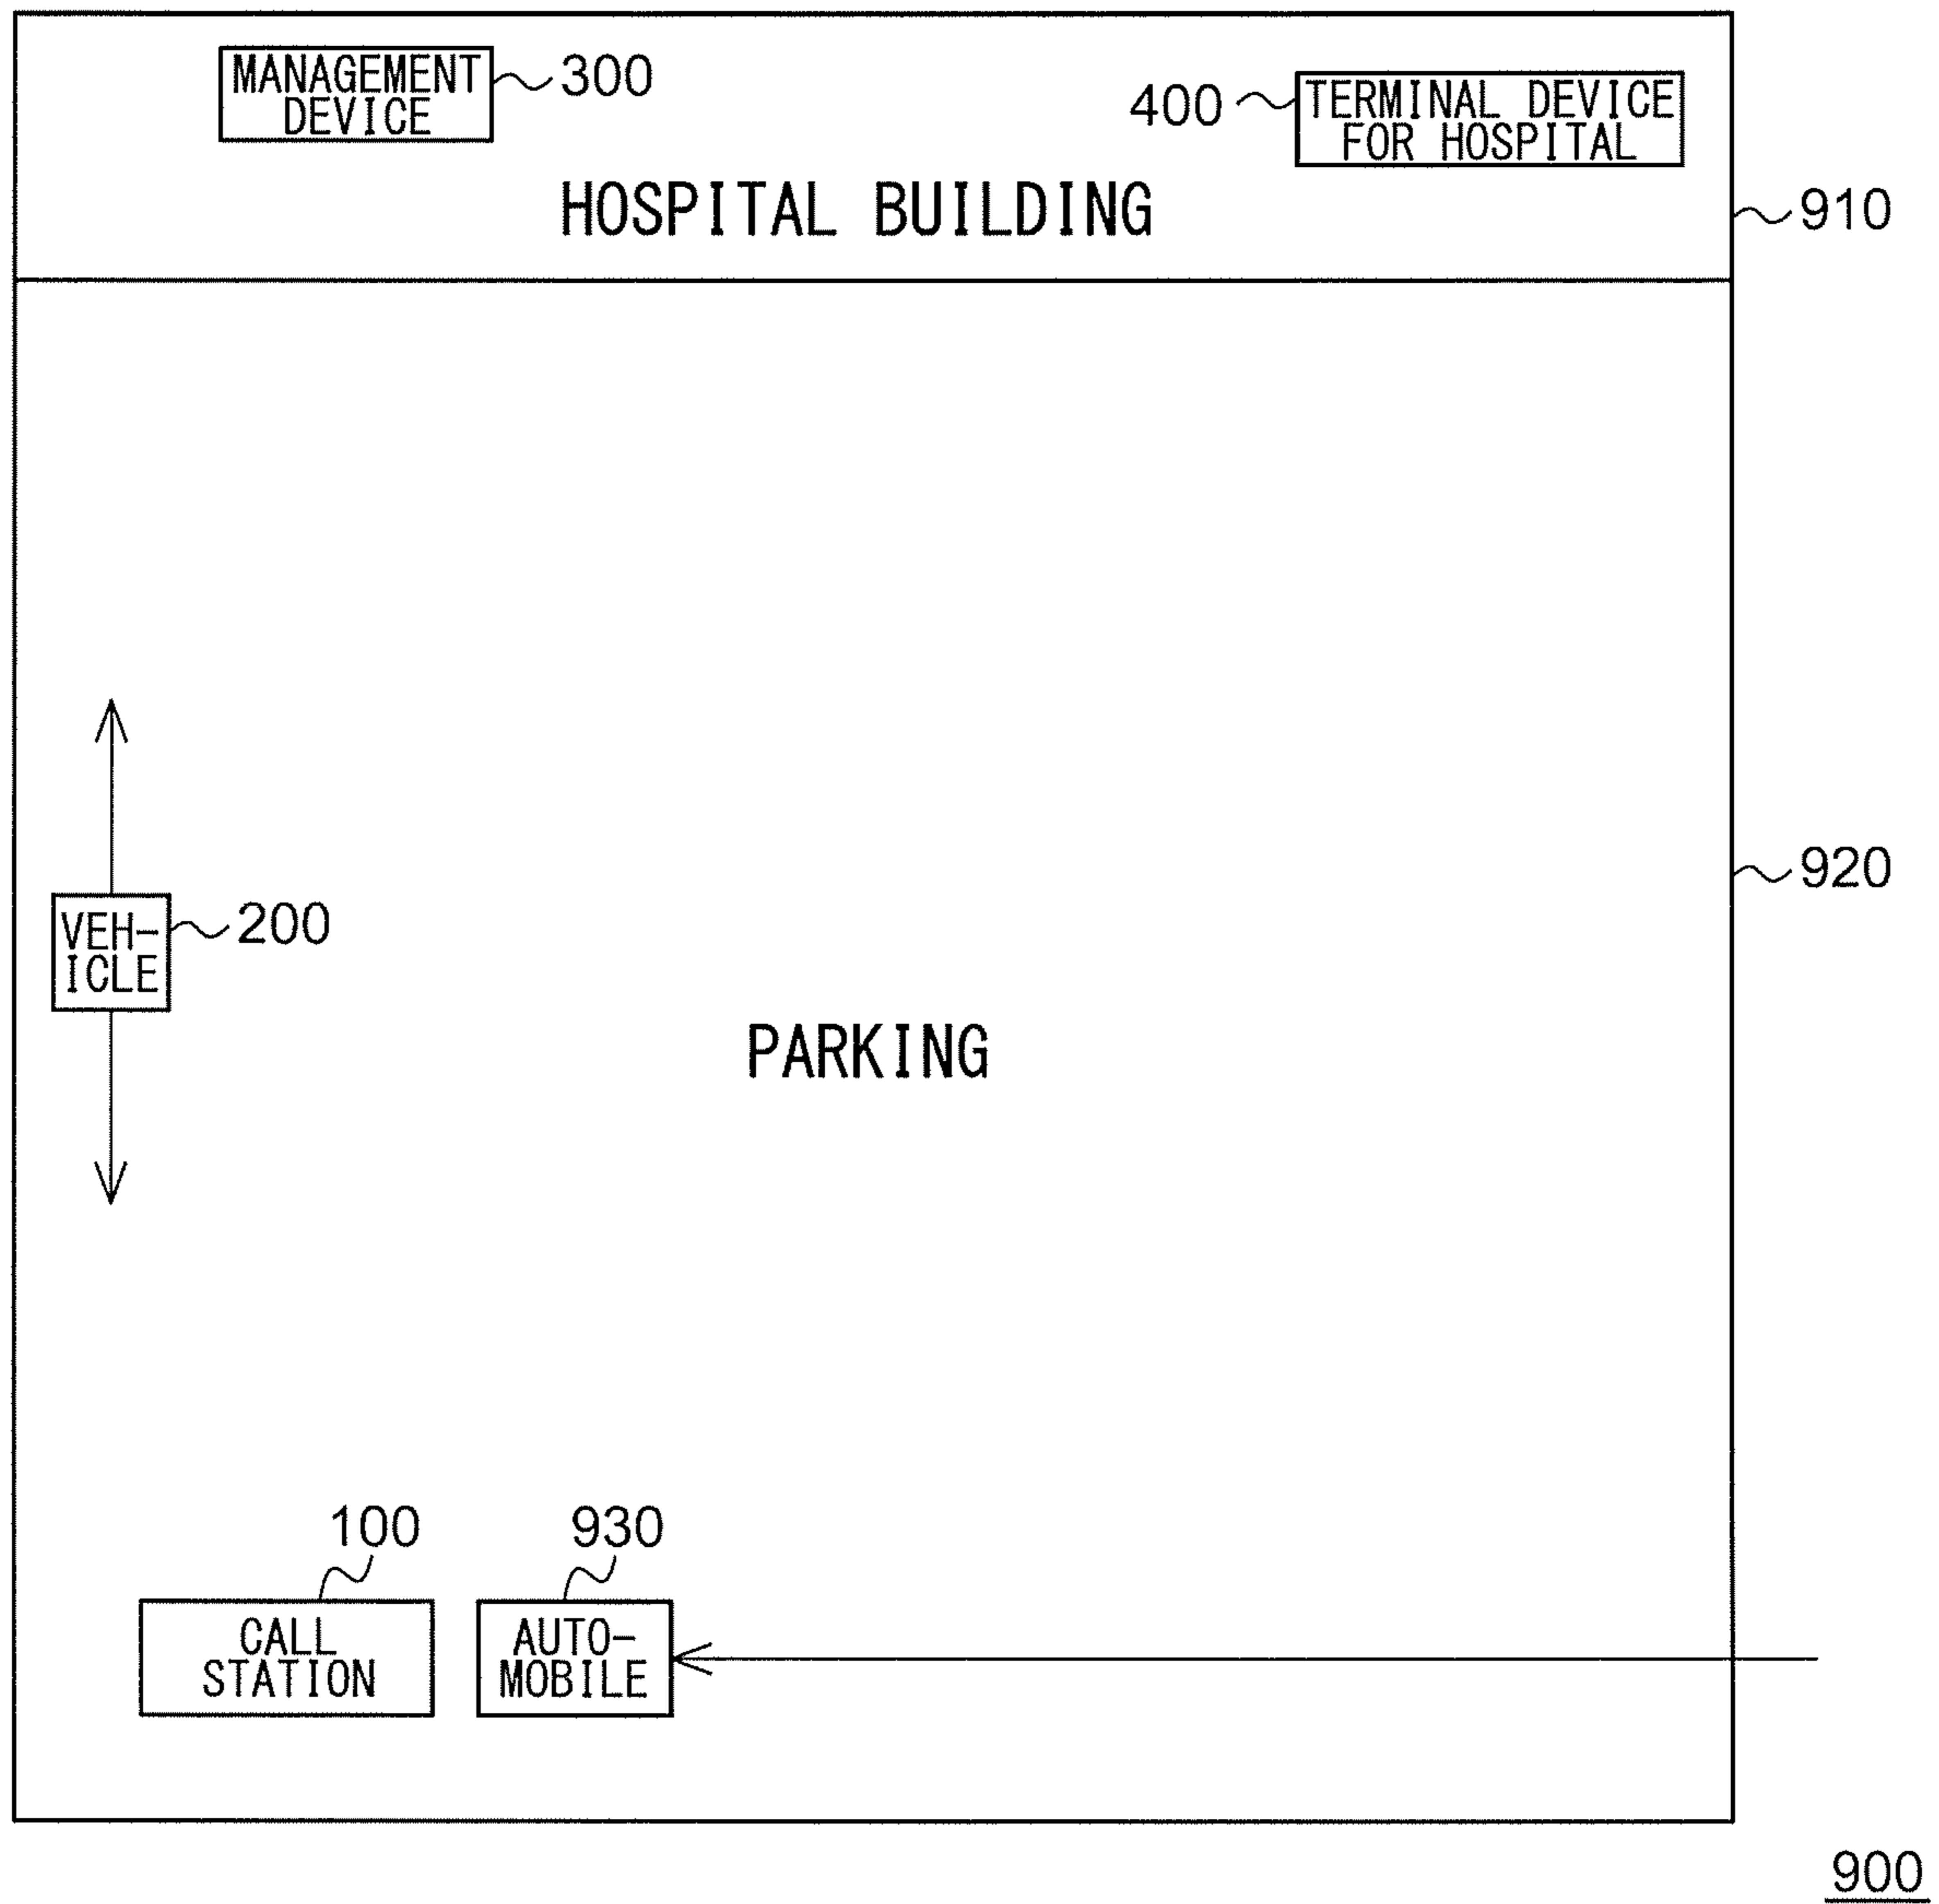 MANAGEMENT
DEVICE
300
400
TERMINAL DEVICE
FOR HOSPITAL
HOSPITAL BUILDING
910
920
VEH-
ICLE
200
PARKING
100
930
CALL
STATION
AUTO-
MOBILE
900